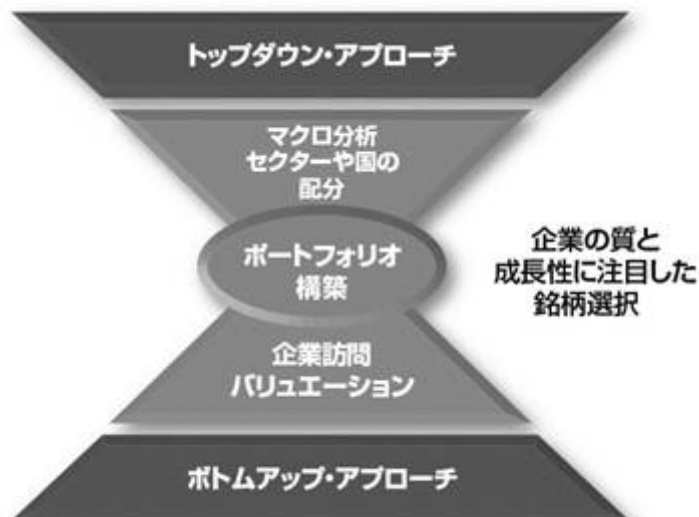 トップダウン・アプローチ
マクロ分析
セクターや国の
配分
ポートフォリオ
構築
企業の質と
成長性に注目した
銘柄選択
企業訪問
バリュエーション
ボトムアップ・アプローチ